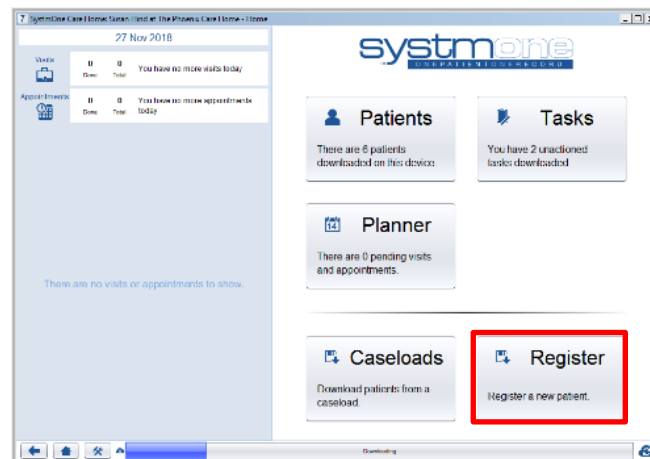 SystmOne Care Home: Susan Hind at The Phoenix Care Home - Home
27 Nov 2018
Visits
0 0 You have no more visits today
Done Total
Appointments
0 0 You have no more appointments
Done Total today
There are no visits or appointments to show.
systmone
ONEPATIENTONERECORD
Patients
There are 6 patients
downloaded on this device
Tasks
You have 2 unactioned
tasks downloaded
14
Planner
There are 0 pending visits
and appointments.
Caseloads
Download patients from a
caseload.
Register
Register a new patient.
Downloading